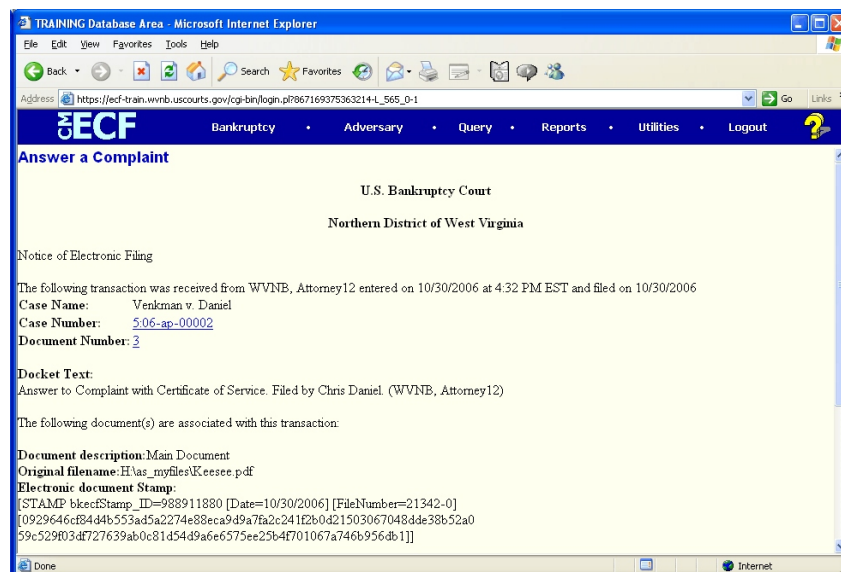 TRAINING Database Area - Microsoft Internet Explorer
File Edit View Favorites Tools Help
Back Search Favorites
Address https://ecf-train.wvnb.uscourts.gov/cgi-bin/login.pl?867169375363214-L_565_0-1 Go Links
CM ECF Bankruptcy • Adversary • Query • Reports • Utilities • Logout ?
Answer a Complaint
U.S. Bankruptcy Court
Northern District of West Virginia
Notice of Electronic Filing
The following transaction was received from WVNB, Attorney12 entered on 10/30/2006 at 4:32 PM EST and filed on 10/30/2006
Case Name: Venkman v. Daniel
Case Number: 5:06-ap-00002
Document Number: 3
Docket Text:
Answer to Complaint with Certificate of Service. Filed by Chris Daniel. (WVNB, Attorney12)
The following document(s) are associated with this transaction:
Document description:Main Document
Original filename:H:\as_myfiles\Keesee.pdf
Electronic document Stamp:
[STAMP bkecfStamp_ID=988911880 [Date=10/30/2006] [FileNumber=21342-0]
[0929646cf84d4b553ad5a2274e88eca9d9a7fa2c241f2b0d21503067048dde38b52a0
59c529f03df727639ab0c81d54d9a6e6575ee25b4f701067a746b956db1]]
Done Internet